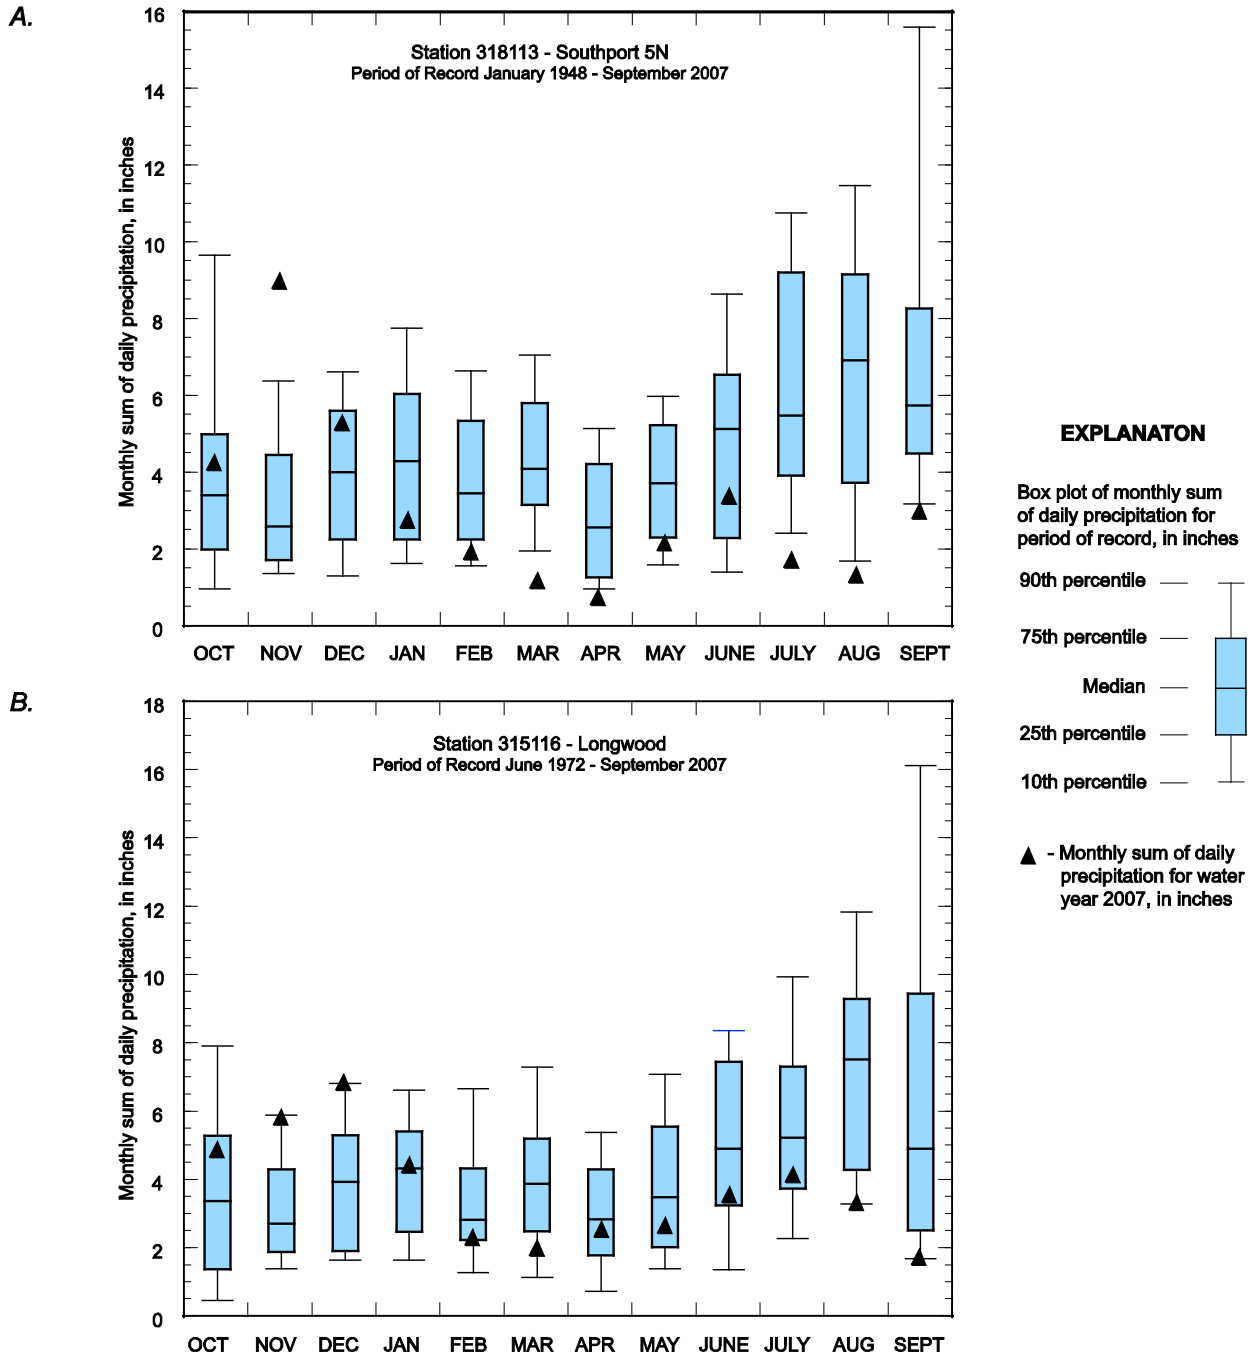 A.
Station 318113 - Southport 5N
Period of Record January 1948 - September 2007
Monthly sum of daily precipitation, in inches
16
14
12
10
8
6
4
2
0
OCT NOV DEC JAN FEB MAR APR MAY JUNE JULY AUG SEPT
B.
Station 315116 - Longwood
Period of Record June 1972 - September 2007
Monthly sum of daily precipitation, in inches
18
16
14
12
10
8
6
4
2
0
OCT NOV DEC JAN FEB MAR APR MAY JUNE JULY AUG SEPT
EXPLANATON
Box plot of monthly sum
of daily precipitation for
period of record, in inches
90th percentile
75th percentile
Median
25th percentile
10th percentile
- Monthly sum of daily
precipitation for water
year 2007, in inches